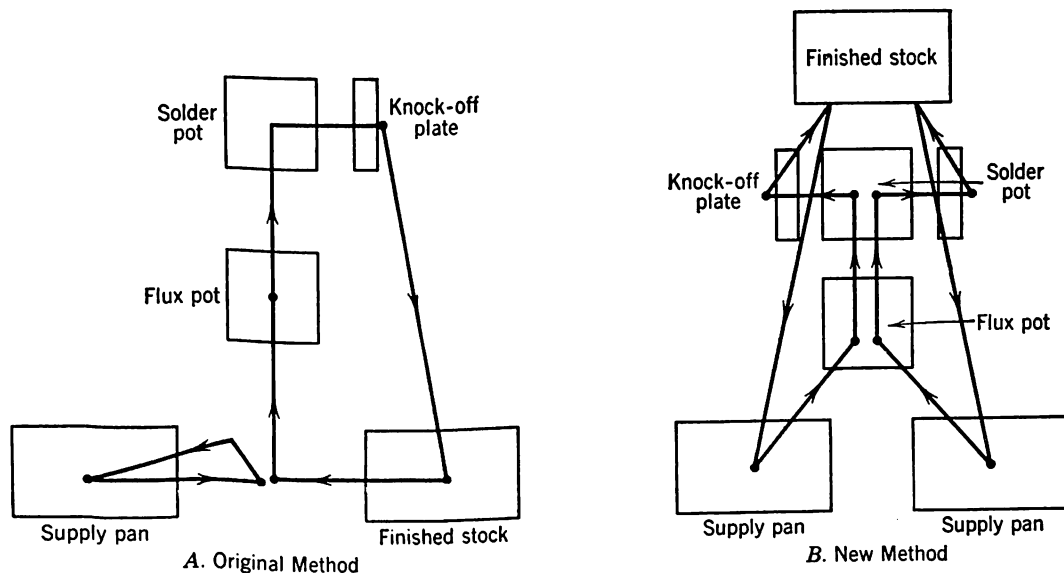 Solder
pot
Knock-off
plate
Flux pot
Supply pan
Finished stock
A. Original Method
Finished
stock
Knock-off
plate
Solder
pot
Flux pot
Supply pan
Supply pan
B. New Method